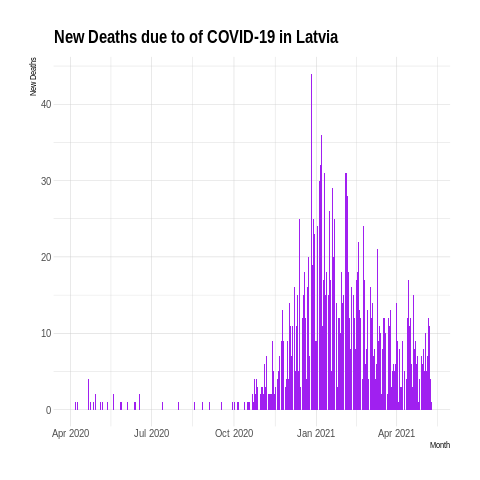 New Deaths due to of COVID-19 in Latvia
New Deaths
40
30
20
10
0
Apr 2020
Jul 2020
Oct 2020
Jan 2021
Apr 2021
Month